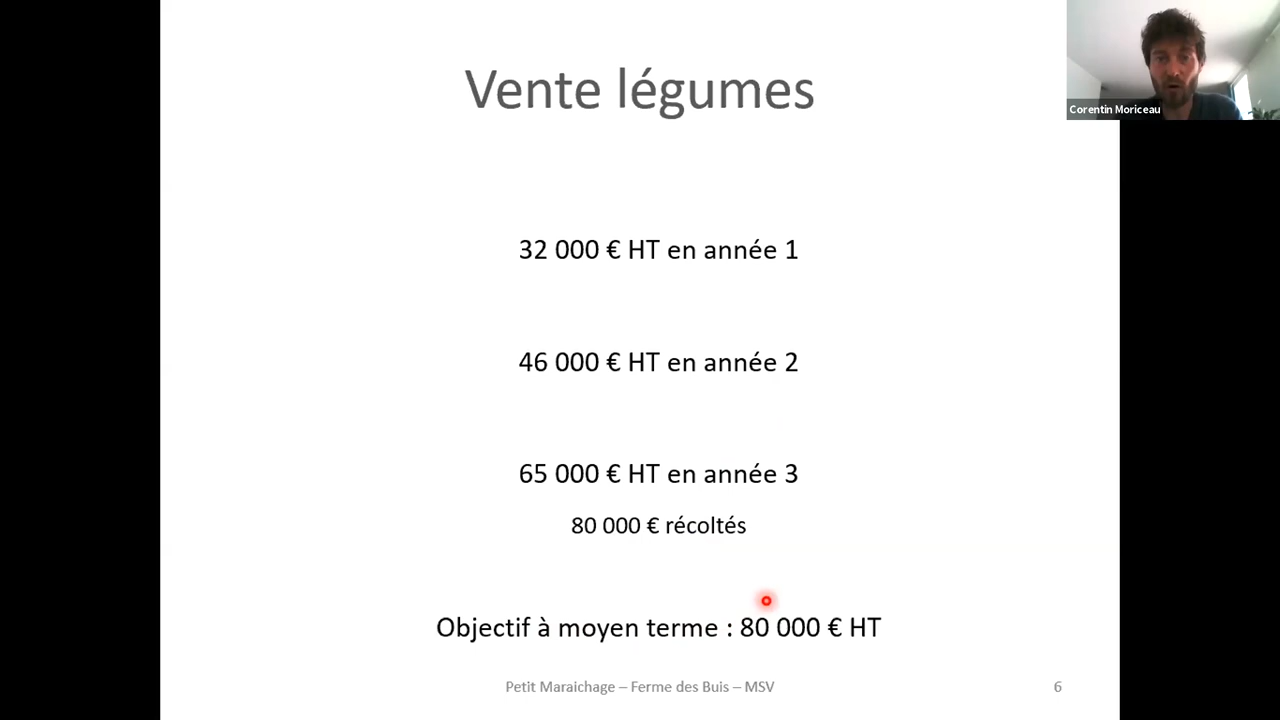 Vente légumes
Corentin Moriceau
32 000 € HT en année 1
46 000 € HT en année 2
65 000 € HT en année 3
80 000 € récoltés
Objectif à moyen terme : 80 000 € HT
Petit Maraichage – Ferme des Buis – MSV
6